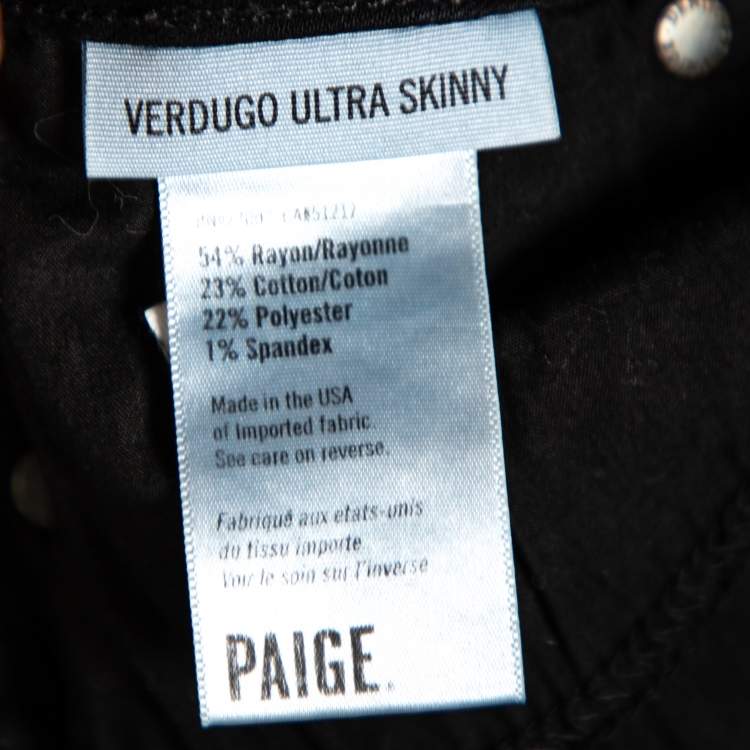 VERDUGO ULTRA SKINNY
54% Rayon/Rayonne
23% Cotton/Coton
22% Polyester
1% Spandex
Made in the USA
of imported fabric.
See care on reverse.
Fabriqué aux etats-unis
du tissu importe
Voir le soin sur l'inverse
PAIGE.